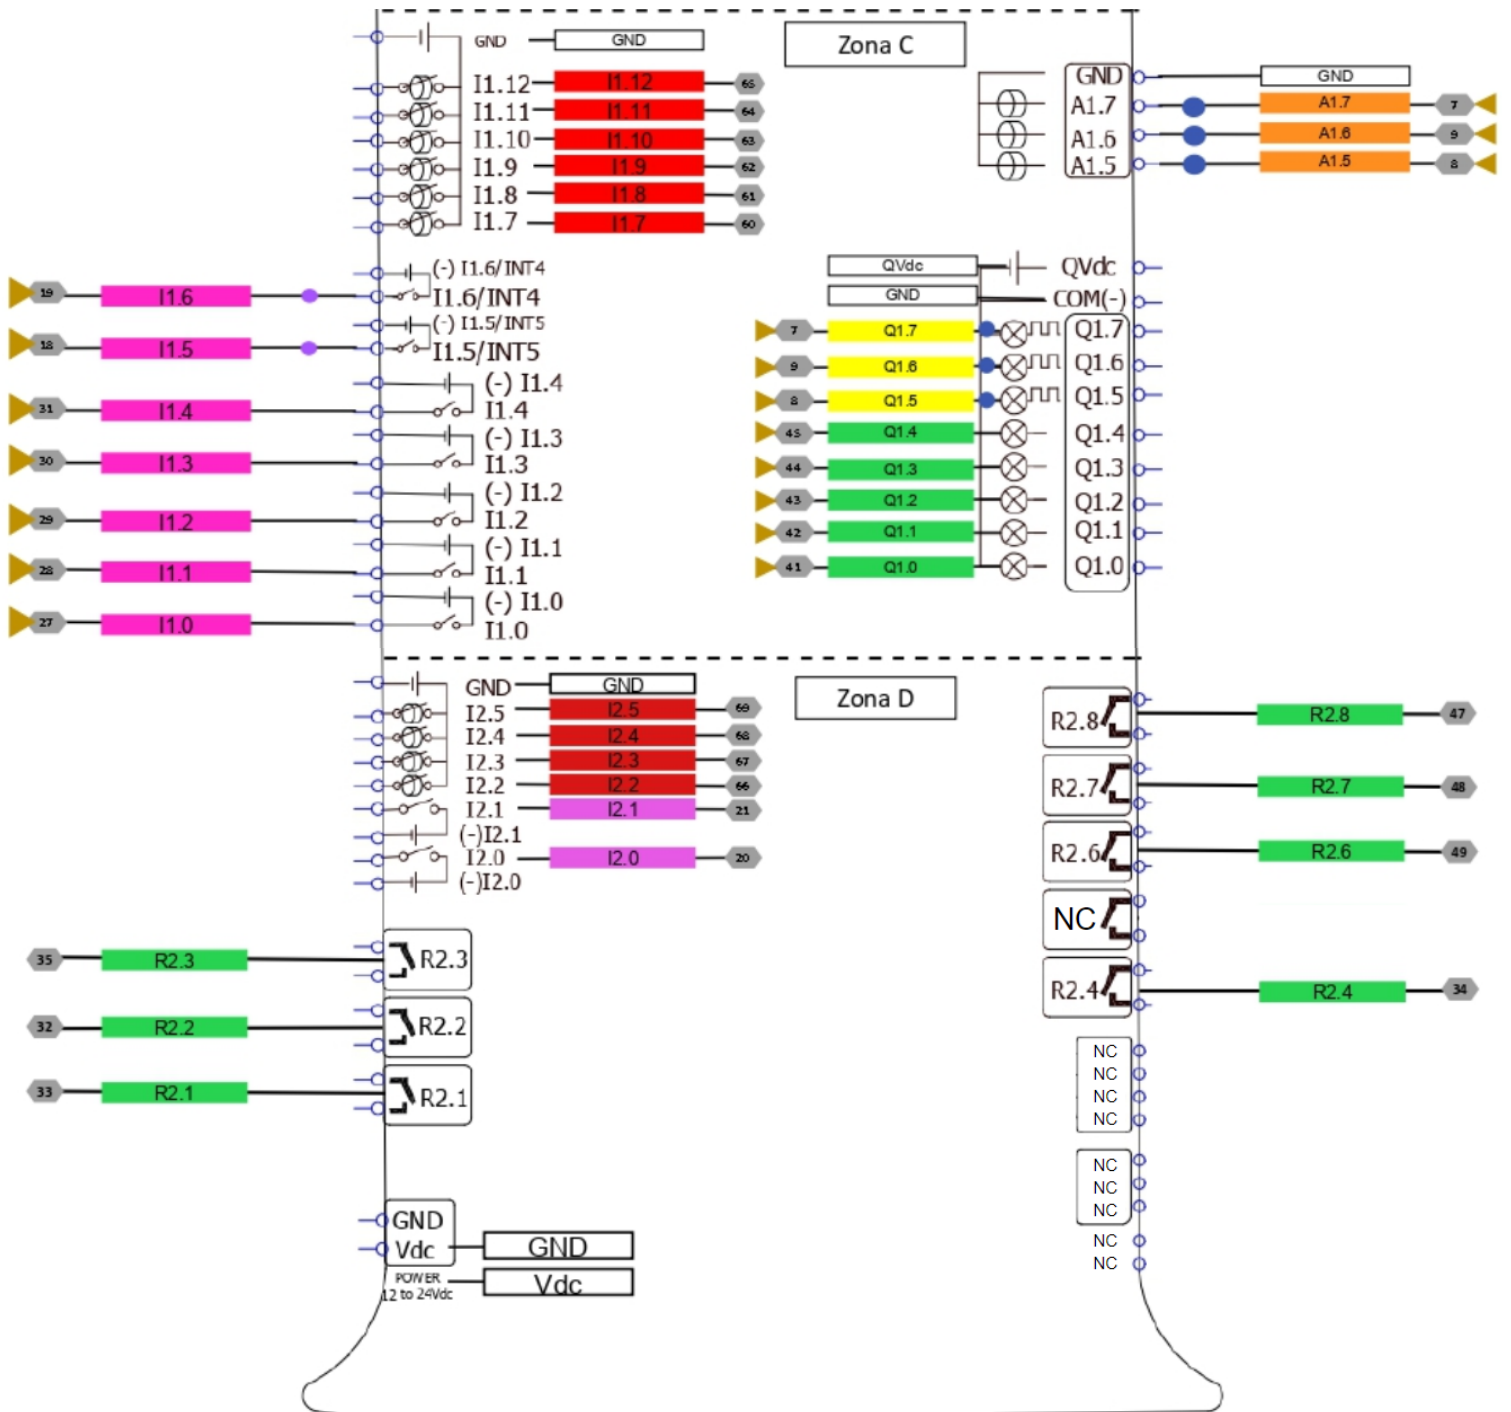 GND GND
Zona C
I1.12 I1.12 65
I1.11 I1.11 64
I1.10 I1.10 63
I1.9 I1.9 62
I1.8 I1.8 61
I1.7 I1.7 60
GND GND
A1.7 A1.7 7
A1.6 A1.6 9
A1.5 A1.5 8
(-) I1.6/INT4
19 I1.6 I1.6/INT4
(-) I1.5/INT5
18 I1.5 I1.5/INT5
(-) I1.4
31 I1.4 I1.4
(-) I1.3
30 I1.3 I1.3
(-) I1.2
29 I1.2 I1.2
(-) I1.1
28 I1.1 I1.1
(-) I1.0
27 I1.0 I1.0
QVdc QVdc
GND COM(-)
7 Q1.7 Q1.7
9 Q1.6 Q1.6
8 Q1.5 Q1.5
45 Q1.4 Q1.4
44 Q1.3 Q1.3
43 Q1.2 Q1.2
42 Q1.1 Q1.1
41 Q1.0 Q1.0
Zona D
GND GND
I2.5 I2.5 69
I2.4 I2.4 68
I2.3 I2.3 67
I2.2 I2.2 66
I2.1 I2.1 21
(-)I2.1
I2.0 I2.0 20
(-)I2.0
35 R2.3 R2.3
32 R2.2 R2.2
33 R2.1 R2.1
R2.8 R2.8 47
R2.7 R2.7 48
R2.6 R2.6 49
NC
R2.4 R2.4 34
NC
NC
NC
NC
NC
NC
NC
NC
NC
GND
Vdc GND
POWER Vdc
12 to 24Vdc